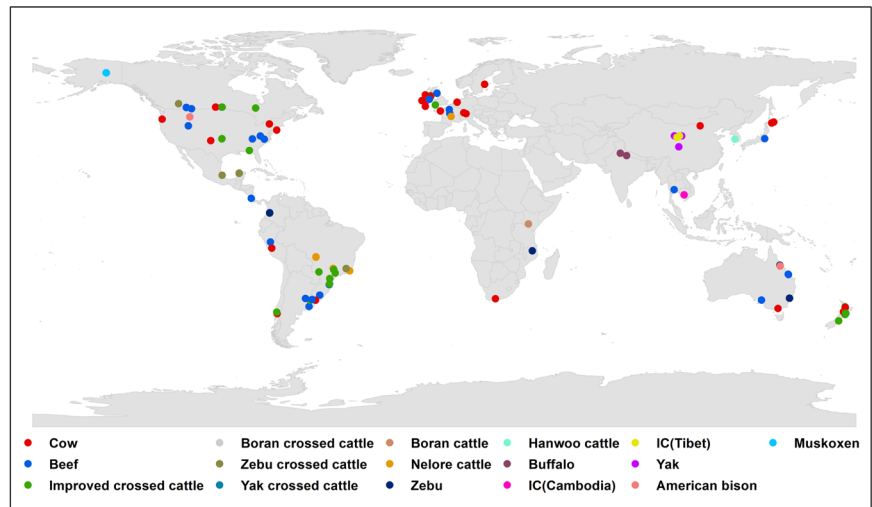 Cow Boran crossed cattle Boran cattle Hanwoo cattle IC(Tibet) Muskoxen
Beef Zebu crossed cattle Nelore cattle Buffalo Yak
Improved crossed cattle Yak crossed cattle Zebu IC(Cambodia) American bison